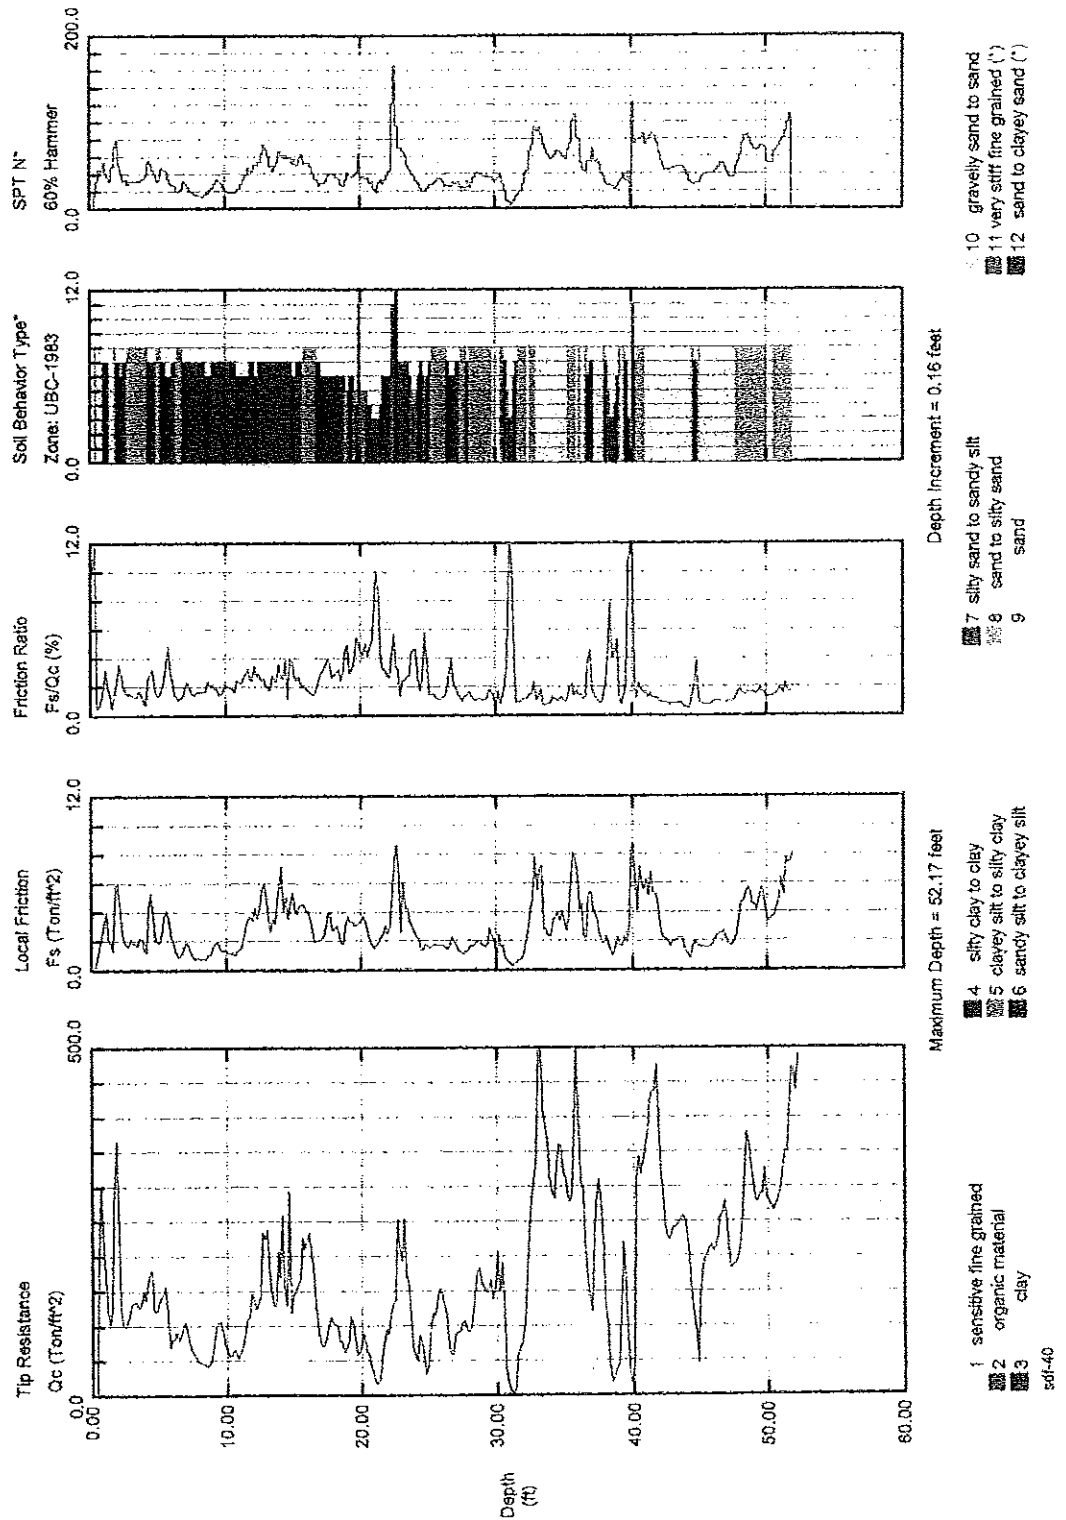 Tip Resistance
Qc (Ton/ft^2)
500.0
Local Friction
Fs (Ton/ft^2)
0.0
12.0
Friction Ratio
Fs/Qc (%)
0.0
12.0
Soil Behavior Type*
Zone: UBC-1983
0.0
12.0
SPT N*
60% Hammer
0.0
200.0
0.00
10.00
20.00
30.00
40.00
50.00
60.00
Depth
(ft)
Maximum Depth = 52.17 feet
Depth Increment = 0.16 feet
1 sensitive fine grained
2 organic material
3 clay
4 silty clay to clay
5 clayey silt to silty clay
6 sandy silt to clayey silt
7 silty sand to sandy silt
8 sand to silty sand
9 sand
10 gravelly sand to sand
11 very stiff fine grained (*)
12 sand to clayey sand (*)
sdf-40